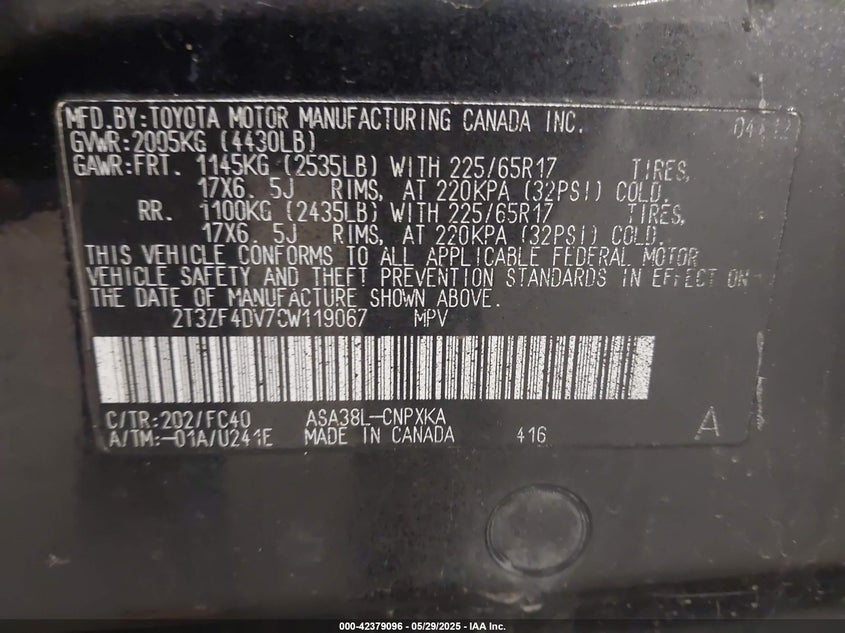 MFD.BY:TOYOTA MOTOR MANUFACTURING CANADA INC.
GVWR:2005KG (4430LB)
GAWR:FRT. 1145KG (2535LB) WITH 225/65R17 TIRES,
17X6. 5J RIMS, AT 220KPA (32PSI) COLD.
RR. 1100KG (2435LB) WITH 225/65R17 TIRES,
17X6. 5J RIMS, AT 220KPA (32PSI) COLD.
THIS VEHICLE CONFORMS TO ALL APPLICABLE FEDERAL MOTOR
VEHICLE SAFETY AND THEFT PREVENTION STANDARDS IN EFFECT ON
THE DATE OF MANUFACTURE SHOWN ABOVE.
2T3ZF4DV7CW119067 MPV
C/TR:202/FC40 ASA38L-CNPXKA
A/TM:-01A/U241E MADE IN CANADA 416 A
000-42379096 - 05/29/2025 - IAA Inc.